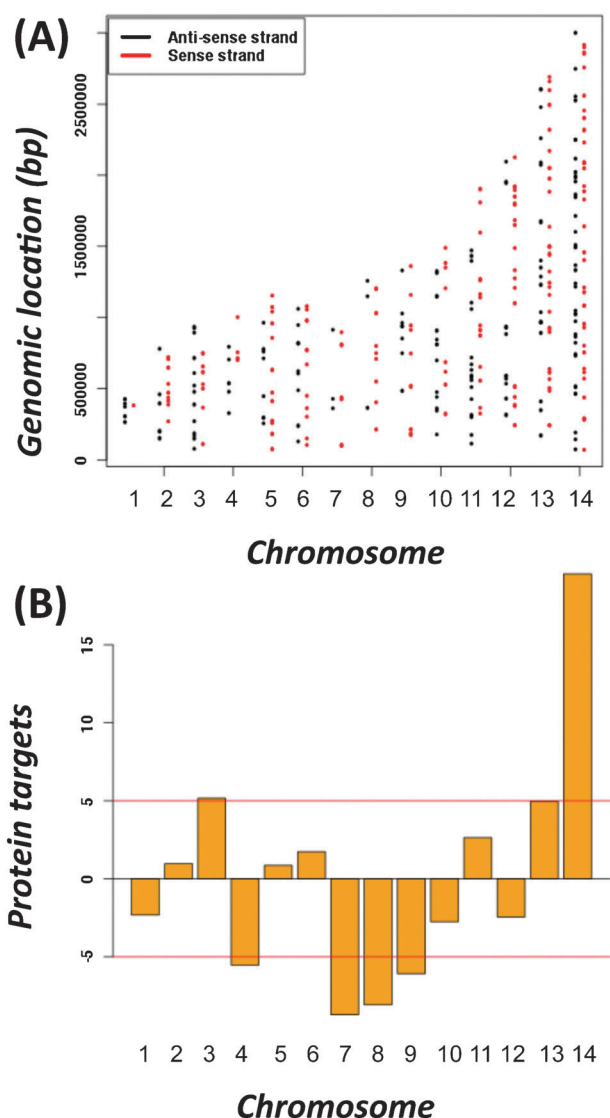 (A)
Anti-sense strand
Sense strand
Genomic location (bp)
2500000
1500000
500000
0
1 2 3 4 5 6 7 8 9 10 11 12 13 14
Chromosome
(B)
Protein targets
15
10
5
0
-5
1 2 3 4 5 6 7 8 9 10 11 12 13 14
Chromosome